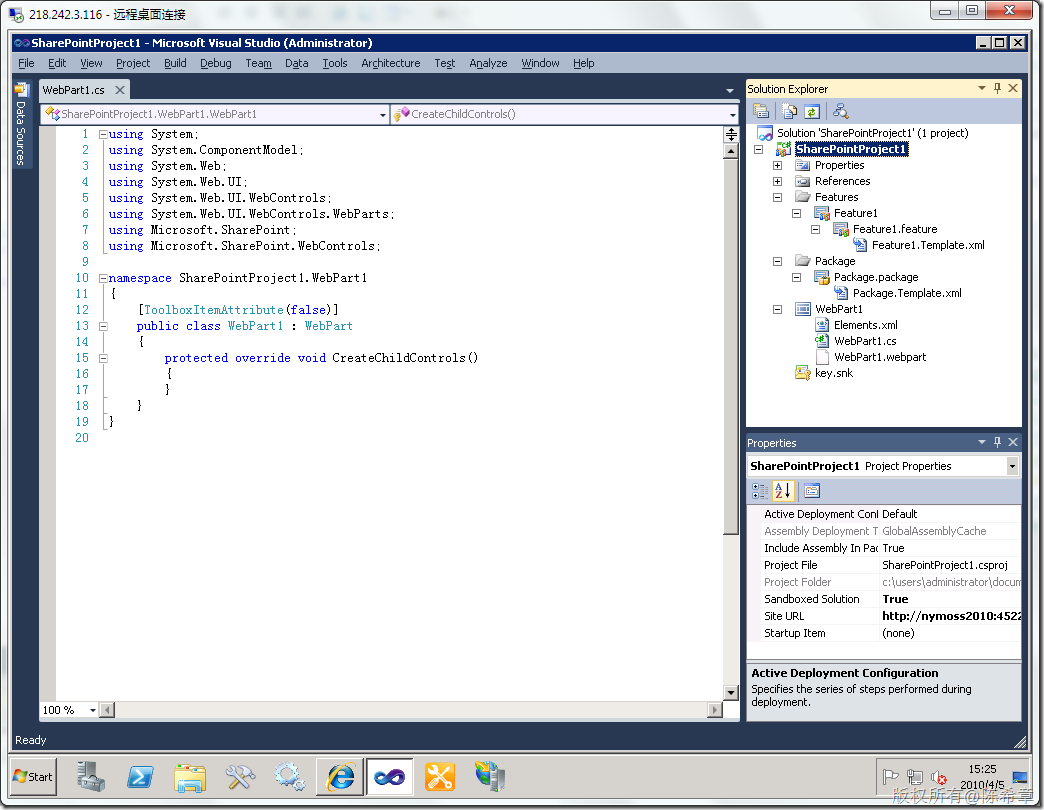 218.242.3.116 - 远程桌面连接
SharePointProject1 - Microsoft Visual Studio (Administrator)
File Edit View Project Build Debug Team Data Tools Architecture Test Analyze Window Help
Data Sources
WebPart1.cs
SharePointProject1.WebPart1.WebPart1
CreateChildControls()
1 using System;
2 using System.ComponentModel;
3 using System.Web;
4 using System.Web.UI;
5 using System.Web.UI.WebControls;
6 using System.Web.UI.WebControls.WebParts;
7 using Microsoft.SharePoint;
8 using Microsoft.SharePoint.WebControls;
9
10 namespace SharePointProject1.WebPart1
11 {
12 [ToolboxItemAttribute(false)]
13 public class WebPart1 : WebPart
14 {
15 protected override void CreateChildControls()
16 {
17 }
18 }
19 }
20
100 %
Solution Explorer
Solution 'SharePointProject1' (1 project)
SharePointProject1
Properties
References
Features
Feature1
Feature1.feature
Feature1.Template.xml
Package
Package.package
Package.Template.xml
WebPart1
Elements.xml
WebPart1.cs
WebPart1.webpart
key.snk
Properties
SharePointProject1 Project Properties
Active Deployment Conf Default
Assembly Deployment T GlobalAssemblyCache
Include Assembly In Pac True
Project File SharePointProject1.csproj
Project Folder c:\users\administrator\docum
Sandboxed Solution True
Site URL http://nymoss2010:4522
Startup Item (none)
Active Deployment Configuration
Specifies the series of steps performed during
deployment.
Ready
Start
15:25
2010/4/5
版权所有@陈希章